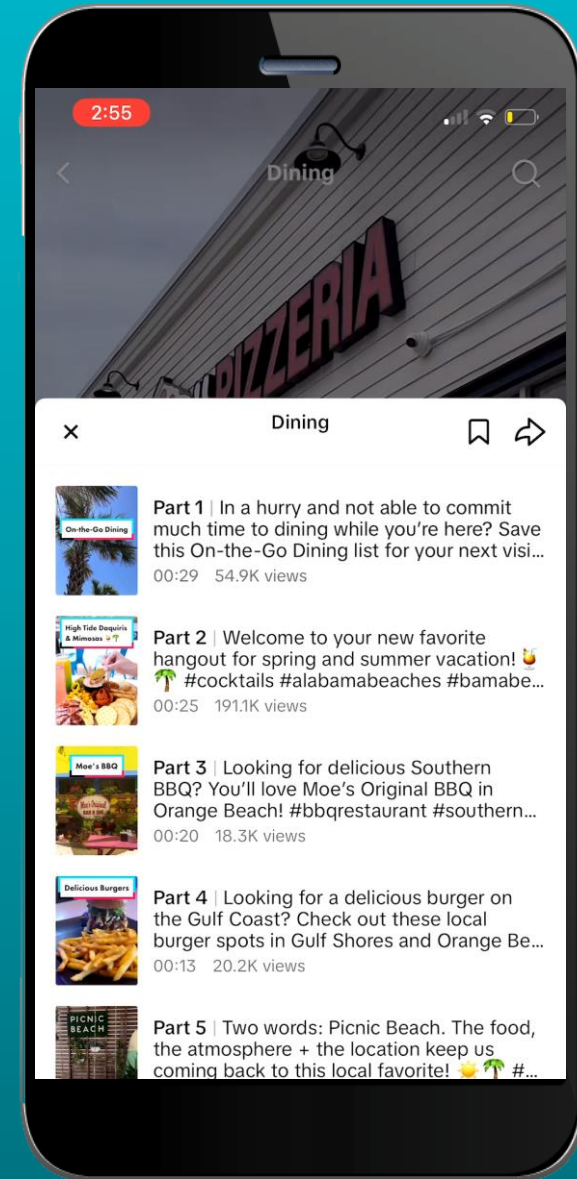 2:55
Dining
PIZZERIA
Dining
On-the-Go Dining
Part 1 | In a hurry and not able to commit
much time to dining while you're here? Save
this On-the-Go Dining list for your next visi...
00:29 54.9K views
High Tide Daquiris
& Mimosas 🍹🌴
Part 2 | Welcome to your new favorite
hangout for spring and summer vacation! 🍹
🌴 #cocktails #alabamabeaches #bamabe...
00:25 191.1K views
Moe's BBQ
Moe's Original
BAR B QUE
Part 3 | Looking for delicious Southern
BBQ? You'll love Moe's Original BBQ in
Orange Beach! #bbqrestaurant #southern...
00:20 18.3K views
Delicious Burgers
Part 4 | Looking for a delicious burger on
the Gulf Coast? Check out these local
burger spots in Gulf Shores and Orange Be...
00:13 20.2K views
PICNIC
BEACH
Part 5 | Two words: Picnic Beach. The food,
the atmosphere + the location keep us
coming back to this local favorite! ☀️🌴 #...